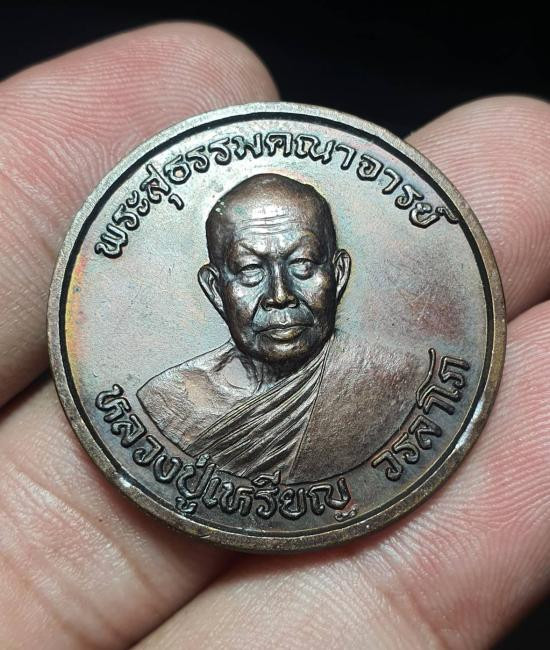 พระสุธรรมคณาจารย์
หลวงปู่เหรียญ วรลาโภ